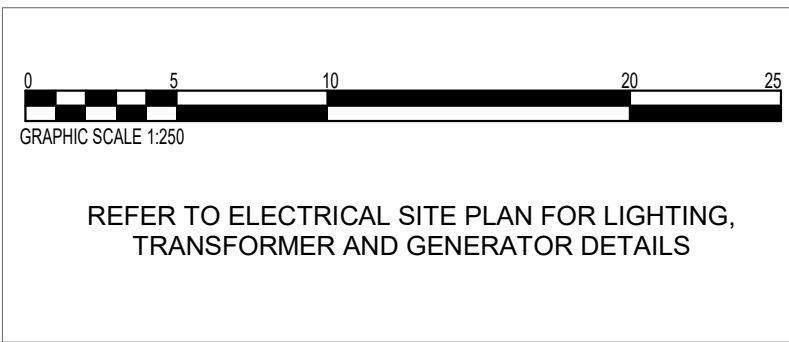 0 5 10 20 25
GRAPHIC SCALE 1:250
REFER TO ELECTRICAL SITE PLAN FOR LIGHTING,
TRANSFORMER AND GENERATOR DETAILS